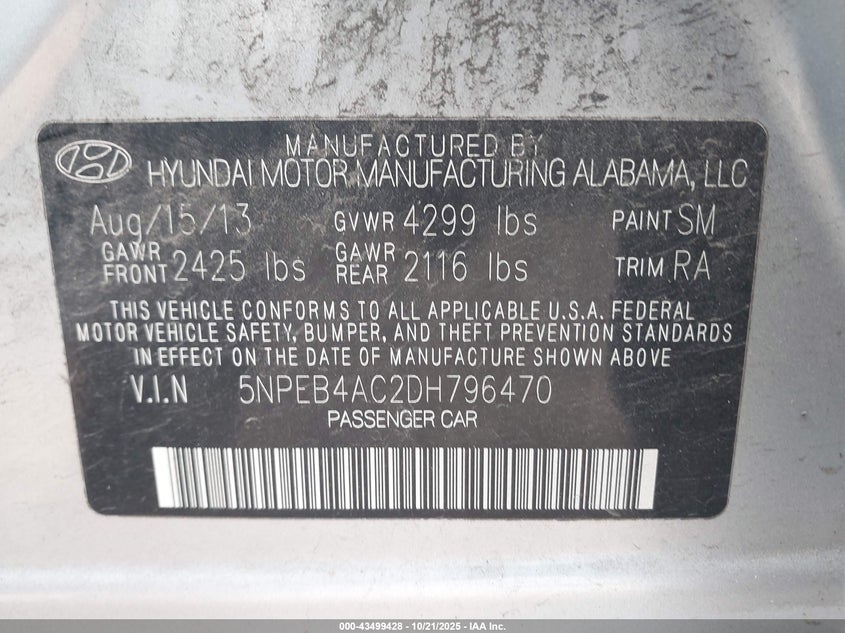 MANUFACTURED BY
HYUNDAI MOTOR MANUFACTURING ALABAMA, LLC
Aug/15/13 GVWR 4299 lbs PAINT SM
GAWR FRONT 2425 lbs GAWR REAR 2116 lbs TRIM RA
THIS VEHICLE CONFORMS TO ALL APPLICABLE U.S.A. FEDERAL
MOTOR VEHICLE SAFETY, BUMPER, AND THEFT PREVENTION STANDARDS
IN EFFECT ON THE DATE OF MANUFACTURE SHOWN ABOVE
V.I.N 5NPEB4AC2DH796470
PASSENGER CAR
000-43499428 - 10/21/2025 - IAA Inc.